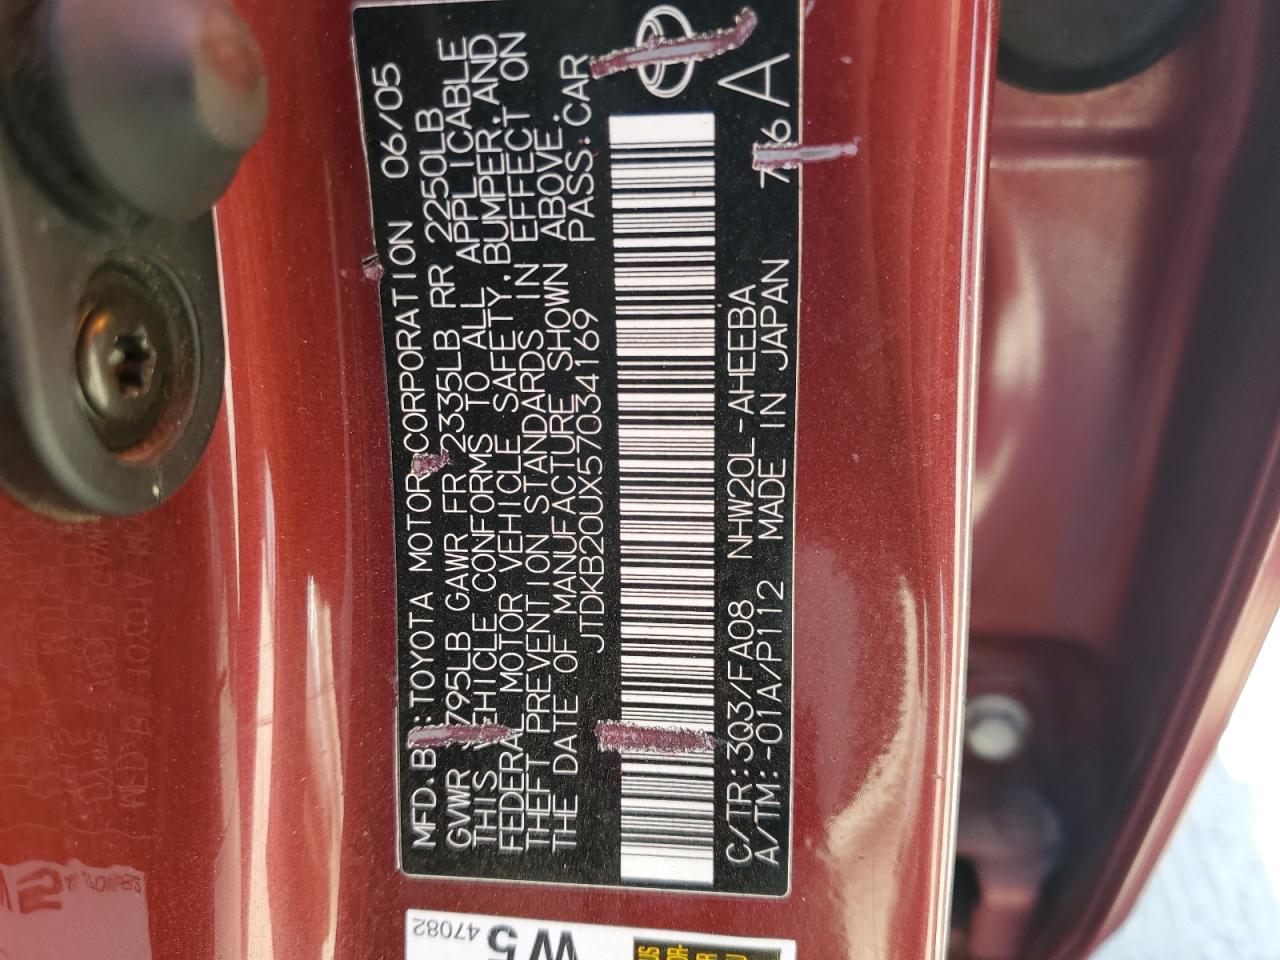 MFD. BY: TOYOTA MOTOR CORPORATION 06/05
GVWR 3795LB GAWR FR 2335LB RR 2250LB
THIS VEHICLE CONFORMS TO ALL APPLICABLE
FEDERAL MOTOR VEHICLE SAFETY, BUMPER, AND
THEFT PREVENTION STANDARDS IN EFFECT ON
THE DATE OF MANUFACTURE SHOWN ABOVE.
JTDKB20UX57034169 PASS. CAR
C/TR:3Q3/FA08 NHW20L-AHEEBA
A/TM:-01A/P112 MADE IN JAPAN 76A
47082
W5